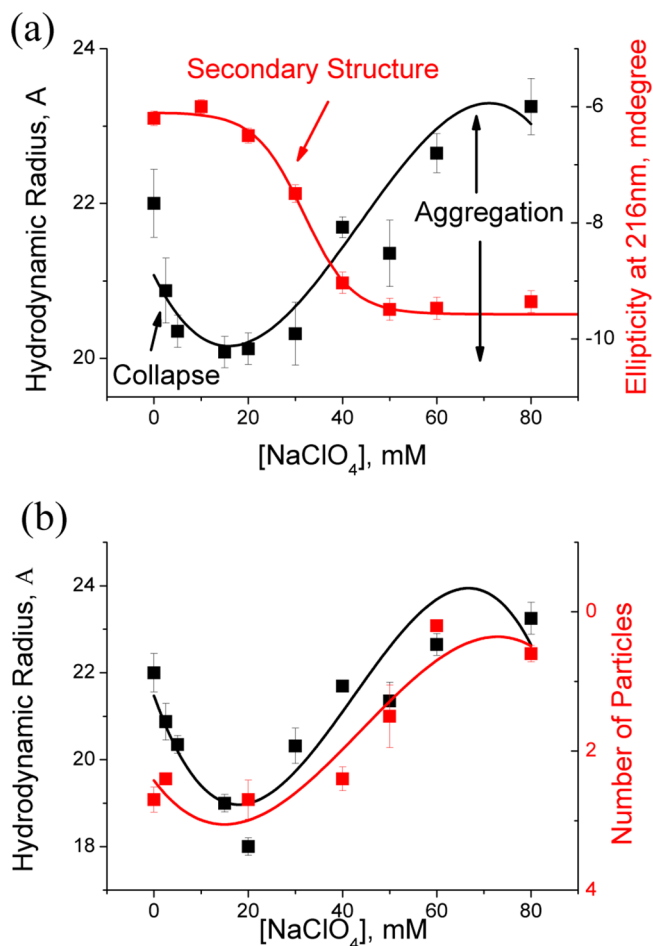 (a)
24
22
20
Hydrodynamic Radius, A
Secondary Structure
Aggregation
Collapse
-6
-8
-10
Ellipticity at 216nm, mdegree
0 20 40 60 80
[NaClO₄], mM
(b)
24
22
20
18
Hydrodynamic Radius, A
0
2
4
Number of Particles
0 20 40 60 80
[NaClO₄], mM